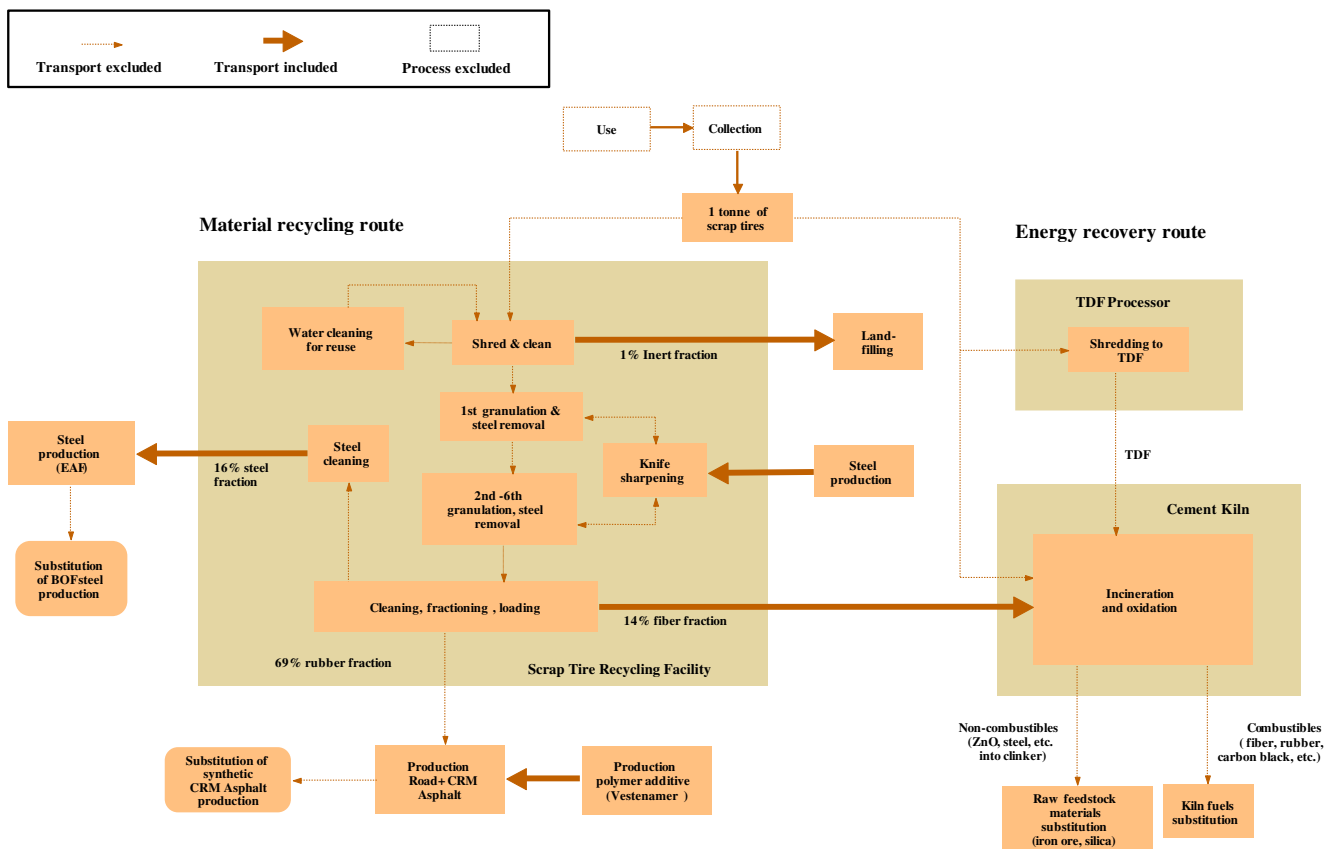 Transport excluded
Transport included
Process excluded
Use
Collection
1 tonne of
scrap tires
Material recycling route
Energy recovery route
TDF Processor
Shredding to
TDF
Water cleaning
for reuse
Shred & clean
1% Inert fraction
Land-
filling
1st granulation &
steel removal
Steel
production
(EAF)
16% steel
fraction
Steel
cleaning
Knife
sharpening
Steel
production
2nd -6th
granulation, steel
removal
TDF
Cement Kiln
Substitution
of BOFsteel
production
Cleaning, fractioning , loading
14% fiber fraction
Incineration
and oxidation
69% rubber fraction
Scrap Tire Recycling Facility
Non-combustibles
(ZnO, steel, etc.
into clinker)
Combustibles
( fiber, rubber,
carbon black, etc.)
Substitution of
synthetic
CRM Asphalt
production
Production
Road+ CRM
Asphalt
Production
polymer additive
(Vestenamer )
Raw feedstock
materials
substitution
(iron ore, silica)
Kiln fuels
substitution